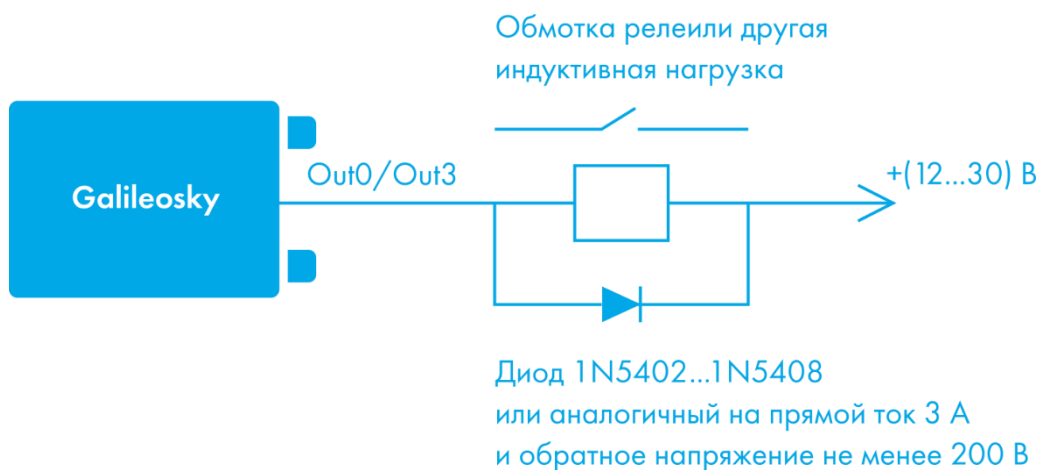 Обмотка релеили другая
индуктивная нагрузка
Galileosky
Out0/Out3
+(12...30) В
Диод 1N5402...1N5408
или аналогичный на прямой ток 3 А
и обратное напряжение не менее 200 В